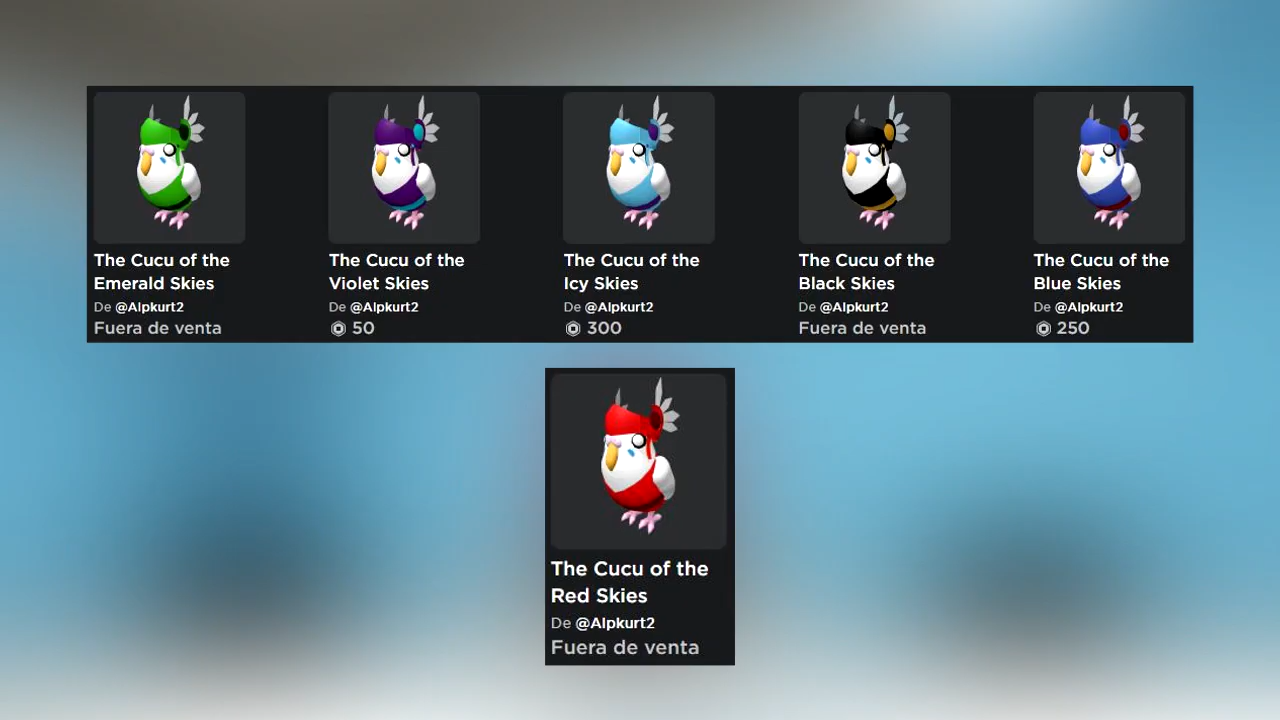 The Cucu of the
Emerald Skies
De @Alpkurt2
Fuera de venta
The Cucu of the
Violet Skies
De @Alpkurt2
50
The Cucu of the
Icy Skies
De @Alpkurt2
300
The Cucu of the
Black Skies
De @Alpkurt2
Fuera de venta
The Cucu of the
Blue Skies
De @Alpkurt2
250
The Cucu of the
Red Skies
De @Alpkurt2
Fuera de venta